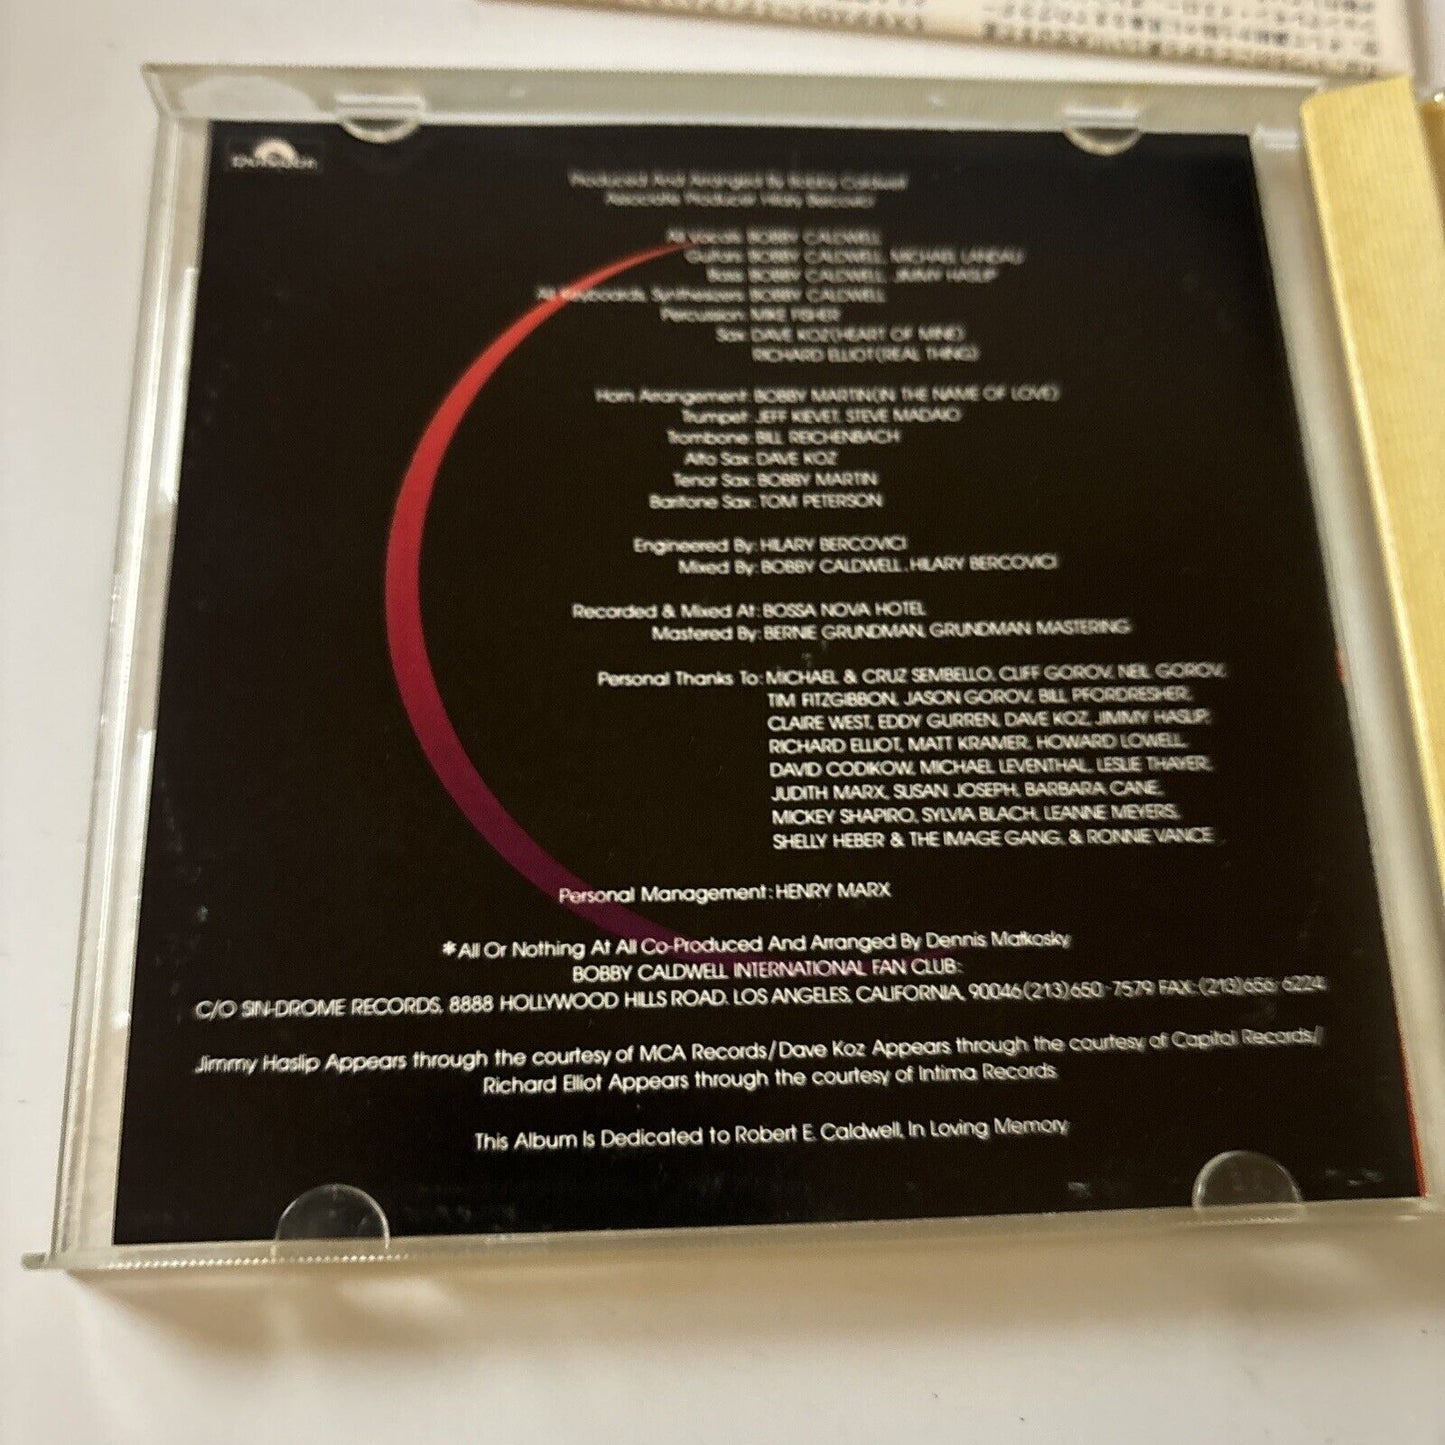 Polydor
Produced And Arranged By Bobby Caldwell
Associate Producer Hilary Bercovici
All Vocals: BOBBY CALDWELL
Guitars: BOBBY CALDWELL, MICHAEL LANDAU
Bass: BOBBY CALDWELL, JIMMY HASLIP
All Keyboards, Synthesizers: BOBBY CALDWELL
Percussion: MIKE FISHER
Sax: DAVE KOZ(HEART OF MINE)
RICHARD ELLIOT(REAL THING)
Horn Arrangement: BOBBY MARTIN(IN THE NAME OF LOVE)
Trumpet: JEFF KIEVET, STEVE MADAIO
Trombone: BILL REICHENBACH
Alto Sax: DAVE KOZ
Tenor Sax: BOBBY MARTIN
Baritone Sax: TOM PETERSON
Engineered By: HILARY BERCOVICI
Mixed By: BOBBY CALDWELL, HILARY BERCOVICI
Recorded & Mixed At: BOSSA NOVA HOTEL
Mastered By: BERNIE GRUNDMAN, GRUNDMAN MASTERING
Personal Thanks To: MICHAEL & CRUZ SEMBELLO, CLIFF GOROV, NEIL GOROV,
TIM FITZGIBBON, JASON GOROV, BILL PFORDRESHER,
CLAIRE WEST, EDDY GURREN, DAVE KOZ, JIMMY HASLIP,
RICHARD ELLIOT, MATT KRAMER, HOWARD LOWELL,
DAVID CODIKOW, MICHAEL LEVENTHAL, LESLIE THAYER,
JUDITH MARX, SUSAN JOSEPH, BARBARA CANE,
MICKEY SHAPIRO, SYLVIA BLACH, LEANNE MEYERS,
SHELLY HEBER & THE IMAGE GANG, & RONNIE VANCE
Personal Management: HENRY MARX
*All Or Nothing At All Co-Produced And Arranged By Dennis Matkosky
BOBBY CALDWELL INTERNATIONAL FAN CLUB:
C/O SIN-DROME RECORDS, 8888 HOLLYWOOD HILLS ROAD, LOS ANGELES, CALIFORNIA, 90046(213)650-7579 FAX:(213)656-6224
Jimmy Haslip Appears through the courtesy of MCA Records/Dave Koz Appears through the courtesy of Capitol Records/
Richard Elliot Appears through the courtesy of Intima Records
This Album Is Dedicated to Robert E. Caldwell, In Loving Memory